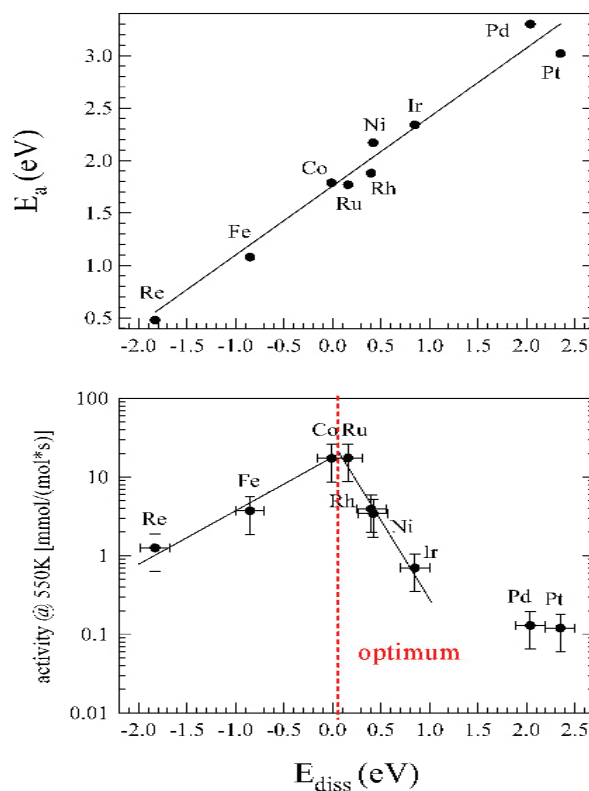 Pd
3.0
Pt
2.5
Ir
Ni
E_a (eV)
2.0
Co
Rh
1.5
Ru
Fe
1.0
Re
0.5
-2.0 -1.5 -1.0 -0.5 0.0 0.5 1.0 1.5 2.0 2.5
100
Co Ru
10
Fe
Rh
Re
Ni
activity @ 550K [mmol/(mol*s)]
1
Ir
Pd Pt
0.1
optimum
0.01
-2.0 -1.5 -1.0 -0.5 0.0 0.5 1.0 1.5 2.0 2.5
E_diss (eV)